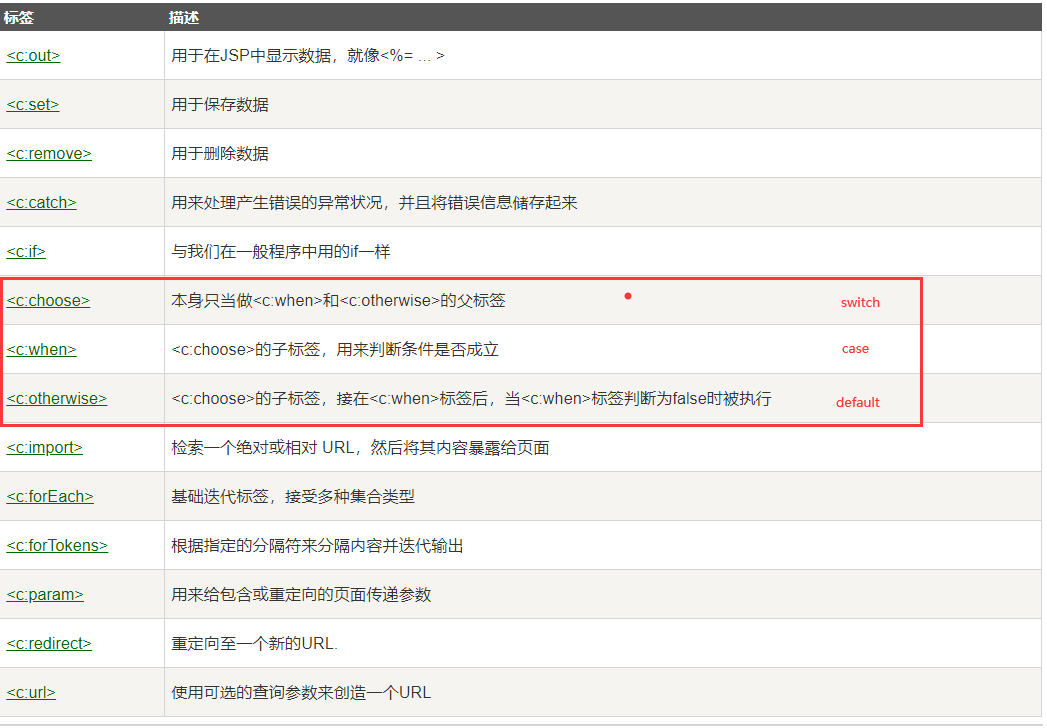 标签 描述
<c:out> 用于在JSP中显示数据，就像<%= ... >
<c:set> 用于保存数据
<c:remove> 用于删除数据
<c:catch> 用来处理产生错误的异常状况，并且将错误信息储存起来
<c:if> 与我们在一般程序中用的if一样
<c:choose> 本身只当做<c:when>和<c:otherwise>的父标签 switch
<c:when> <c:choose>的子标签，用来判断条件是否成立 case
<c:otherwise> <c:choose>的子标签，接在<c:when>标签后，当<c:when>标签判断为false时被执行 default
<c:import> 检索一个绝对或相对 URL，然后将其内容暴露给页面
<c:forEach> 基础迭代标签，接受多种集合类型
<c:forTokens> 根据指定的分隔符来分隔内容并迭代输出
<c:param> 用来给包含或重定向的页面传递参数
<c:redirect> 重定向至一个新的URL.
<c:url> 使用可选的查询参数来创造一个URL